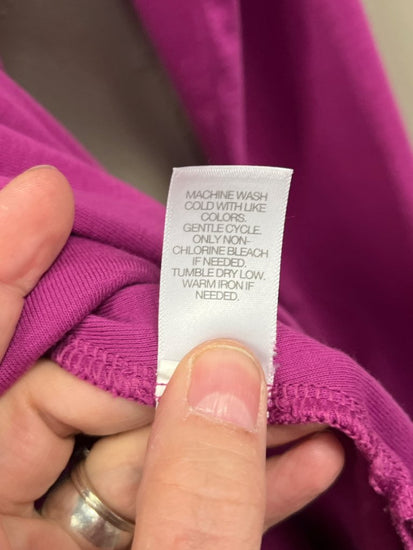 MACHINE WASH
COLD WITH LIKE
COLORS.
GENTLE CYCLE.
ONLY NON-
CHLORINE BLEACH
IF NEEDED.
TUMBLE DRY LOW.
WARM IRON IF
NEEDED.